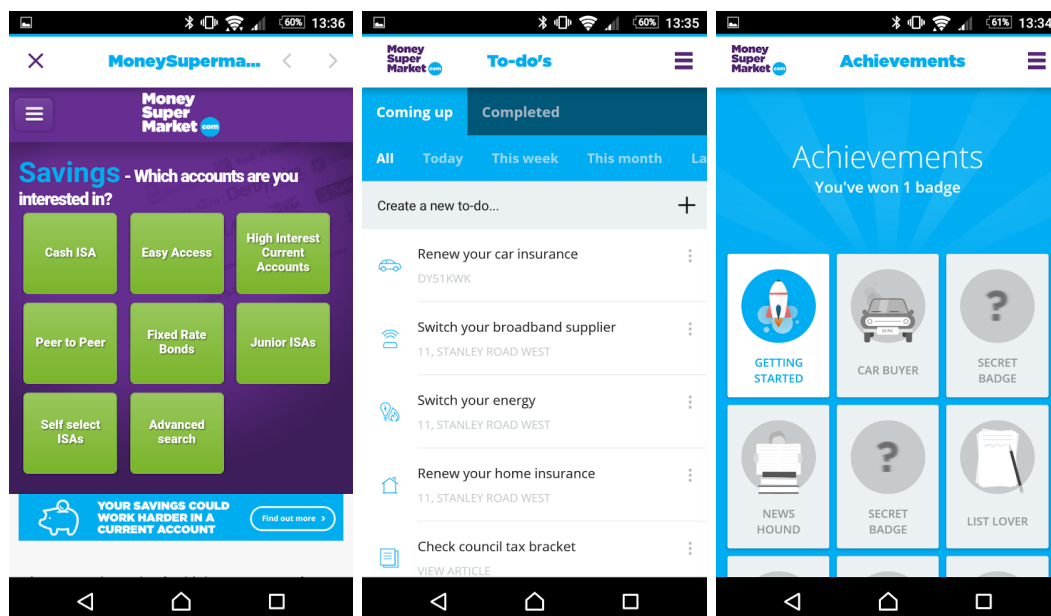 60% 13:36
MoneySuperma...
Money
Super
Market com
Savings - Which accounts are you
interested in?
Cash ISA
Easy Access
High Interest
Current
Accounts
Peer to Peer
Fixed Rate
Bonds
Junior ISAs
Self select
ISAs
Advanced
search
YOUR SAVINGS COULD
WORK HARDER IN A
CURRENT ACCOUNT
Find out more >
60% 13:35
Money
Super
Market com
To-do's
Coming up
Completed
All
Today
This week
This month
La
Create a new to-do...
Renew your car insurance
DY51KWK
Switch your broadband supplier
11, STANLEY ROAD WEST
Switch your energy
11, STANLEY ROAD WEST
Renew your home insurance
11, STANLEY ROAD WEST
Check council tax bracket
VIEW ARTICLE
61% 13:34
Money
Super
Market com
Achievements
Achievements
You've won 1 badge
GETTING
STARTED
CAR BUYER
?
SECRET
BADGE
NEWS
HOUND
?
SECRET
BADGE
LIST LOVER